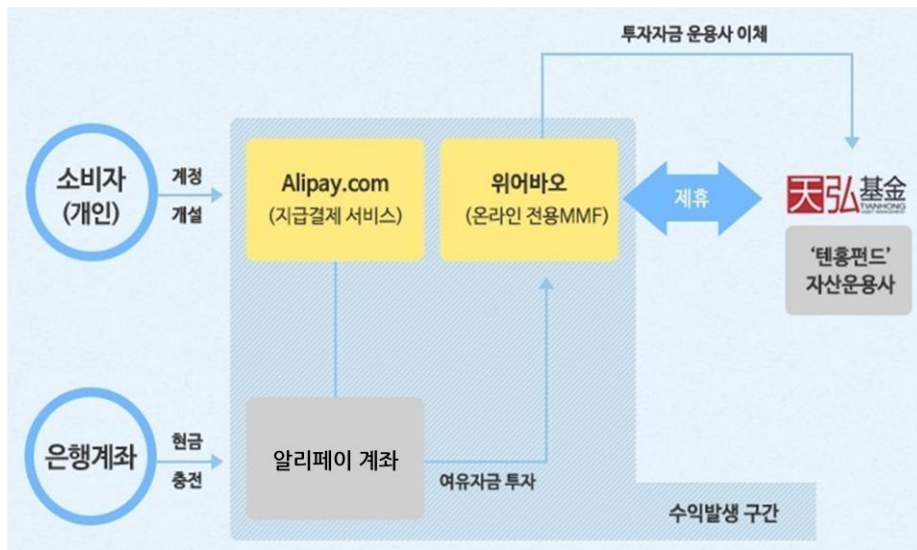 투자자금 운용사 이체
소비자
(개인)
계정
개설
Alipay.com
(지급결제 서비스)
위어바오
(온라인 전용MMF)
제휴
天弘基金
TIANHONG
ASSET MANAGEMENT
'텐홍펀드'
자산운용사
은행계좌
현금
충전
알리페이 계좌
여유자금 투자
수익발생 구간